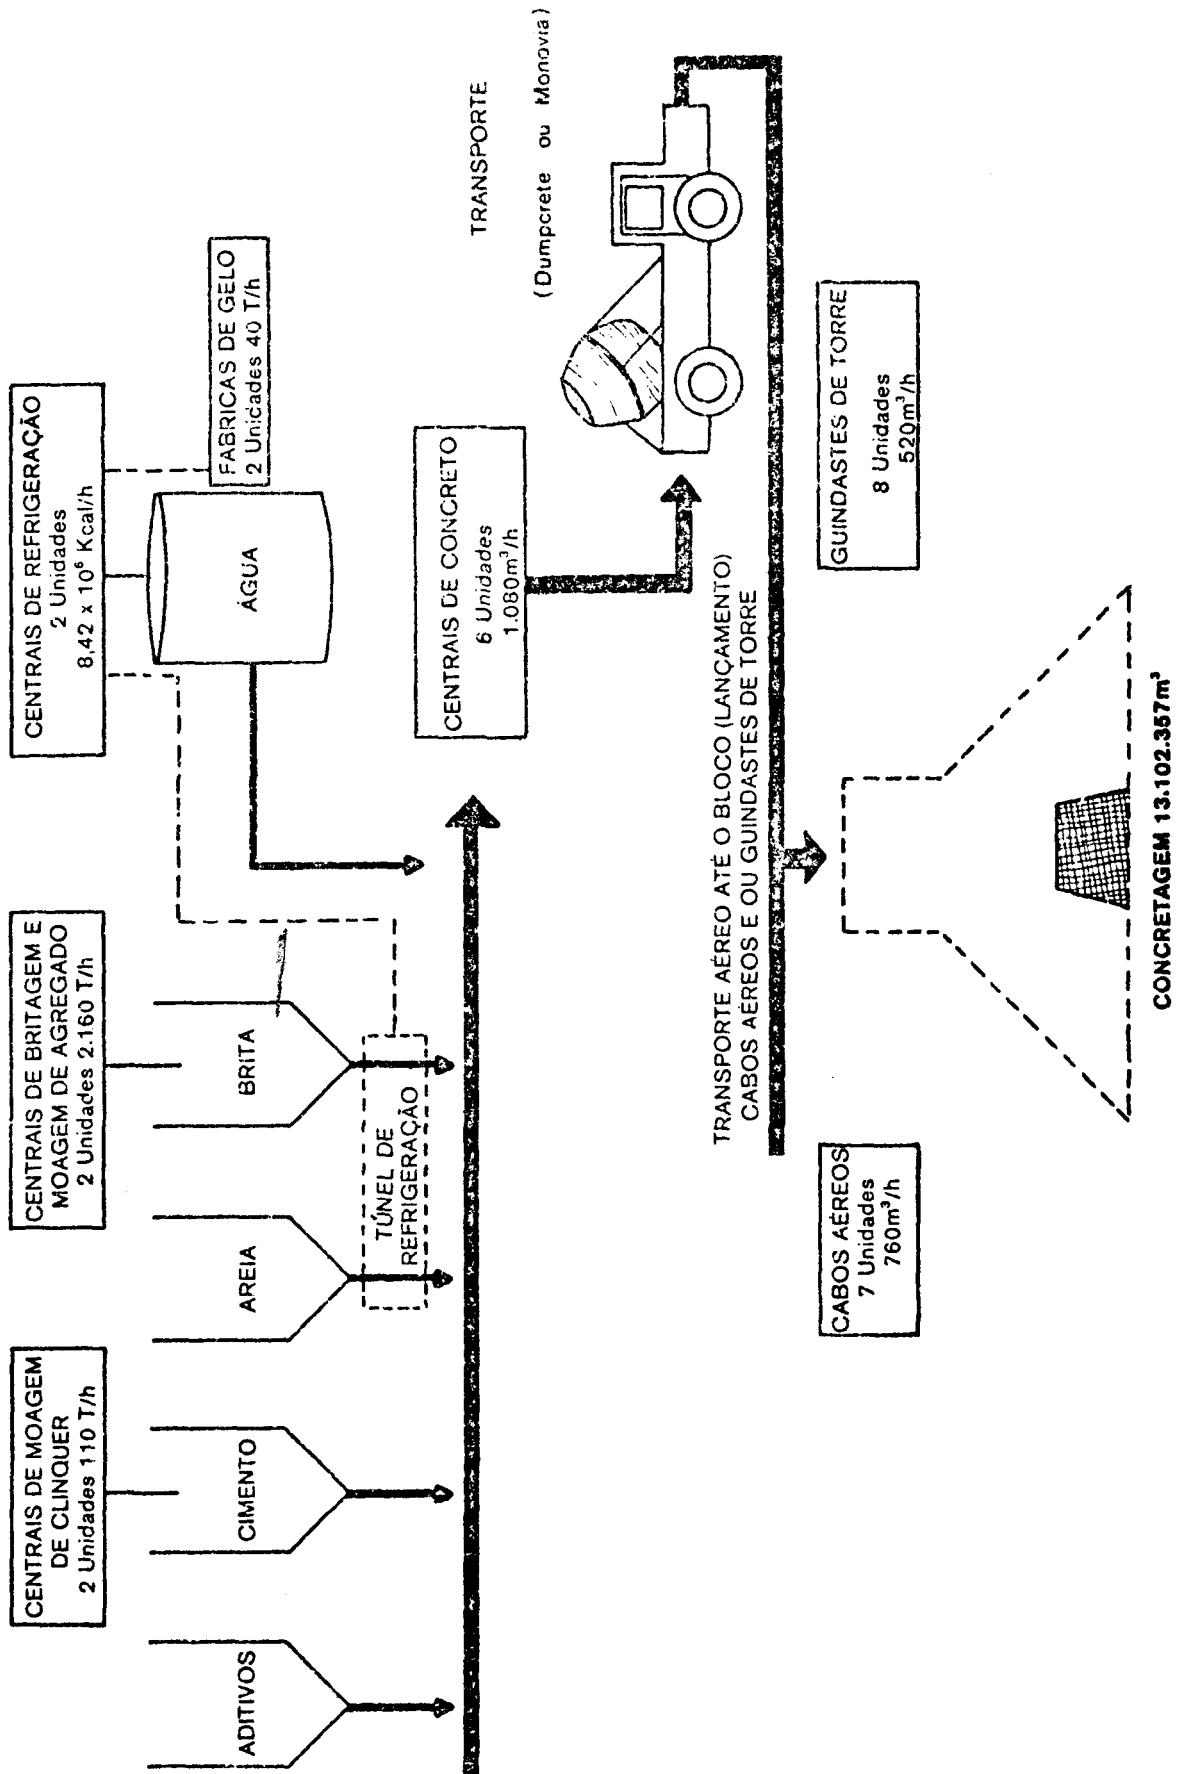 CENTRAIS DE MOAGEM
DE CLINQUER
2 Unidades 110 T/h
CENTRAIS DE BRITAGEM E
MOAGEM DE AGREGADO
2 Unidades 2.160 T/h
CENTRAIS DE REFRIGERAÇÃO
2 Unidades
8,42 x 10⁶ Kcal/h
FABRICAS DE GELO
2 Unidades 40 T/h
ADITIVOS
CIMENTO
AREIA
BRITA
ÁGUA
TÚNEL DE
REFRIGERAÇÃO
CENTRAIS DE CONCRETO
6 Unidades
1.080m³/h
TRANSPORTE
(Dumpcrete ou Monovia)
TRANSPORTE AÉREO ATÉ O BLOCO (LANÇAMENTO)
CABOS AÉREOS E OU GUINDASTES DE TORRE
CABOS AÉREOS
7 Unidades
760m³/h
GUINDASTES DE TORRE
8 Unidades
520m³/h
CONCRETAGEM 13.102.357m³